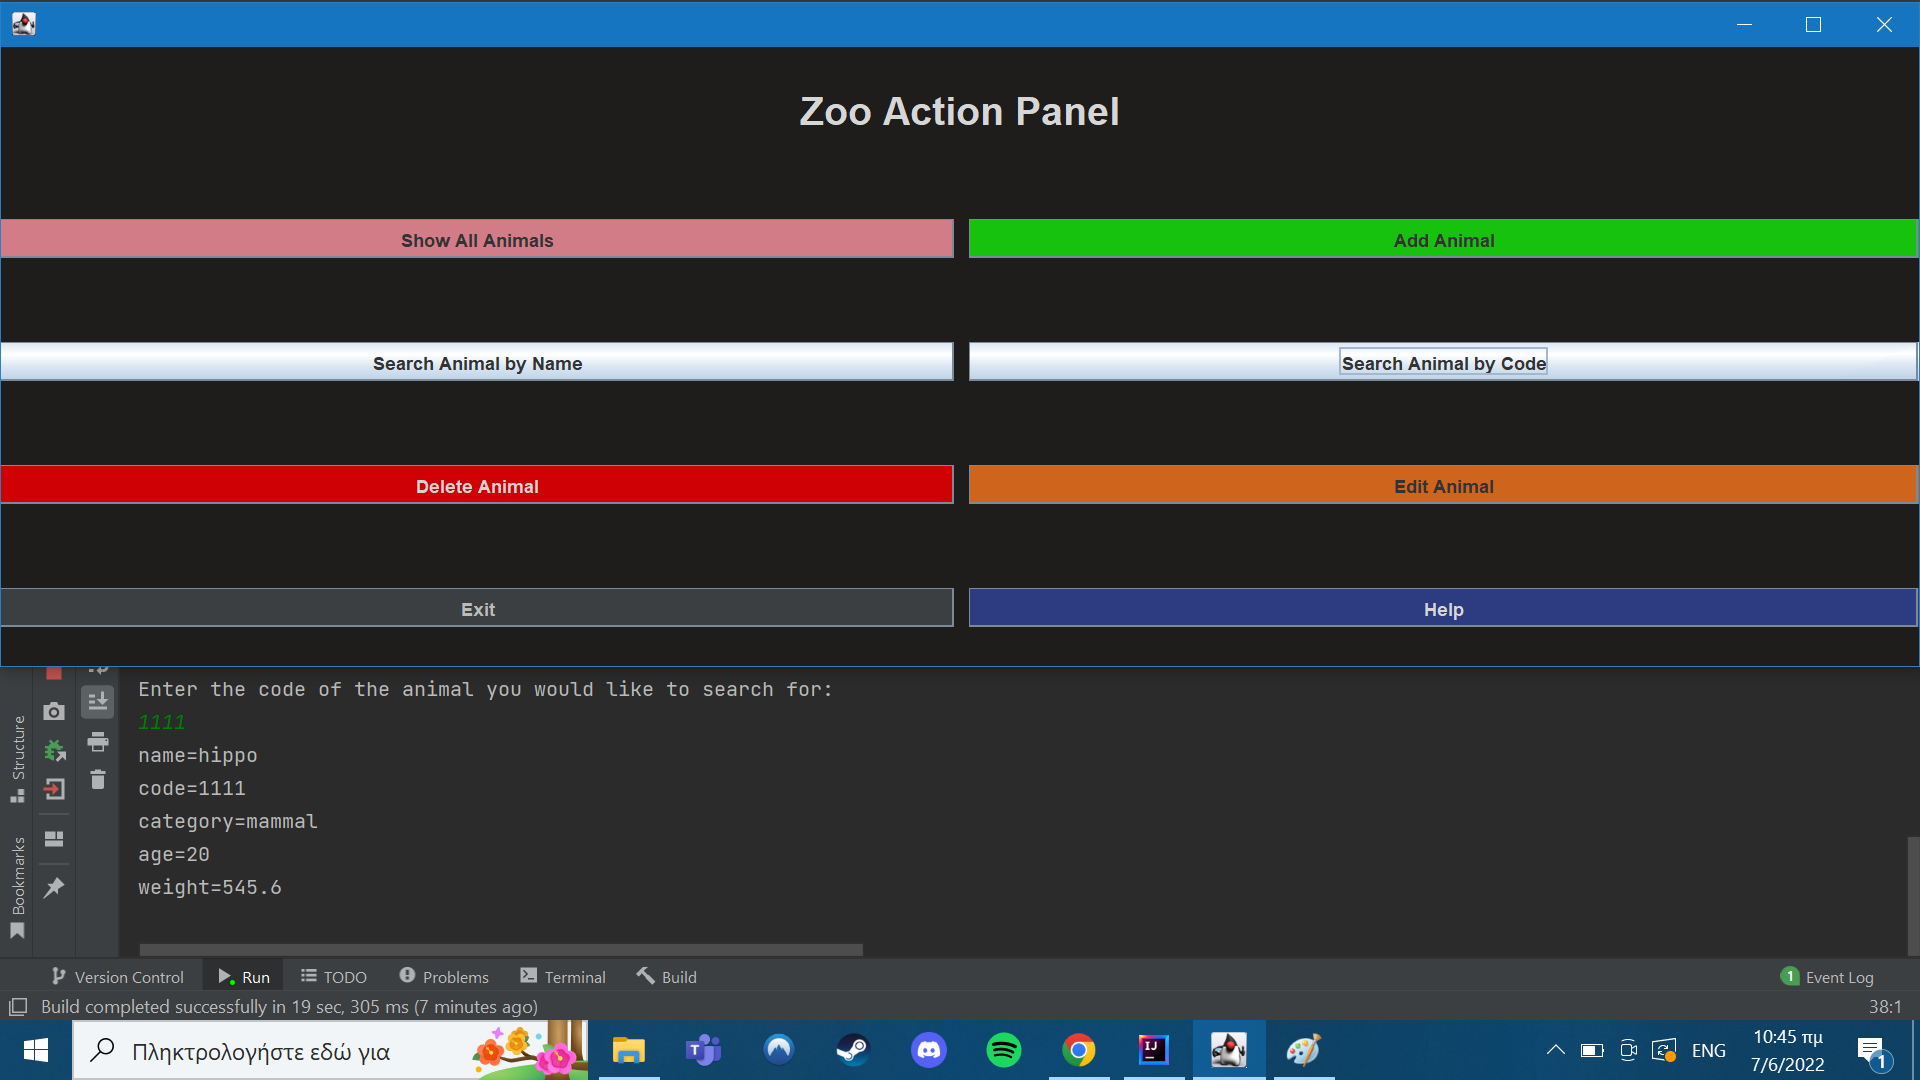 Zoo Action Panel
Show All Animals
Add Animal
Search Animal by Name
Search Animal by Code
Delete Animal
Edit Animal
Exit
Help
Enter the code of the animal you would like to search for:
1111
name=hippo
code=1111
category=mammal
age=20
weight=545.6
Structure
Bookmarks
Version Control
Run
TODO
Problems
Terminal
Build
1 Event Log
Build completed successfully in 19 sec, 305 ms (7 minutes ago)
38:1
Πληκτρολογήστε εδώ για
T
IJ
ENG
10:45 πμ
7/6/2022
1